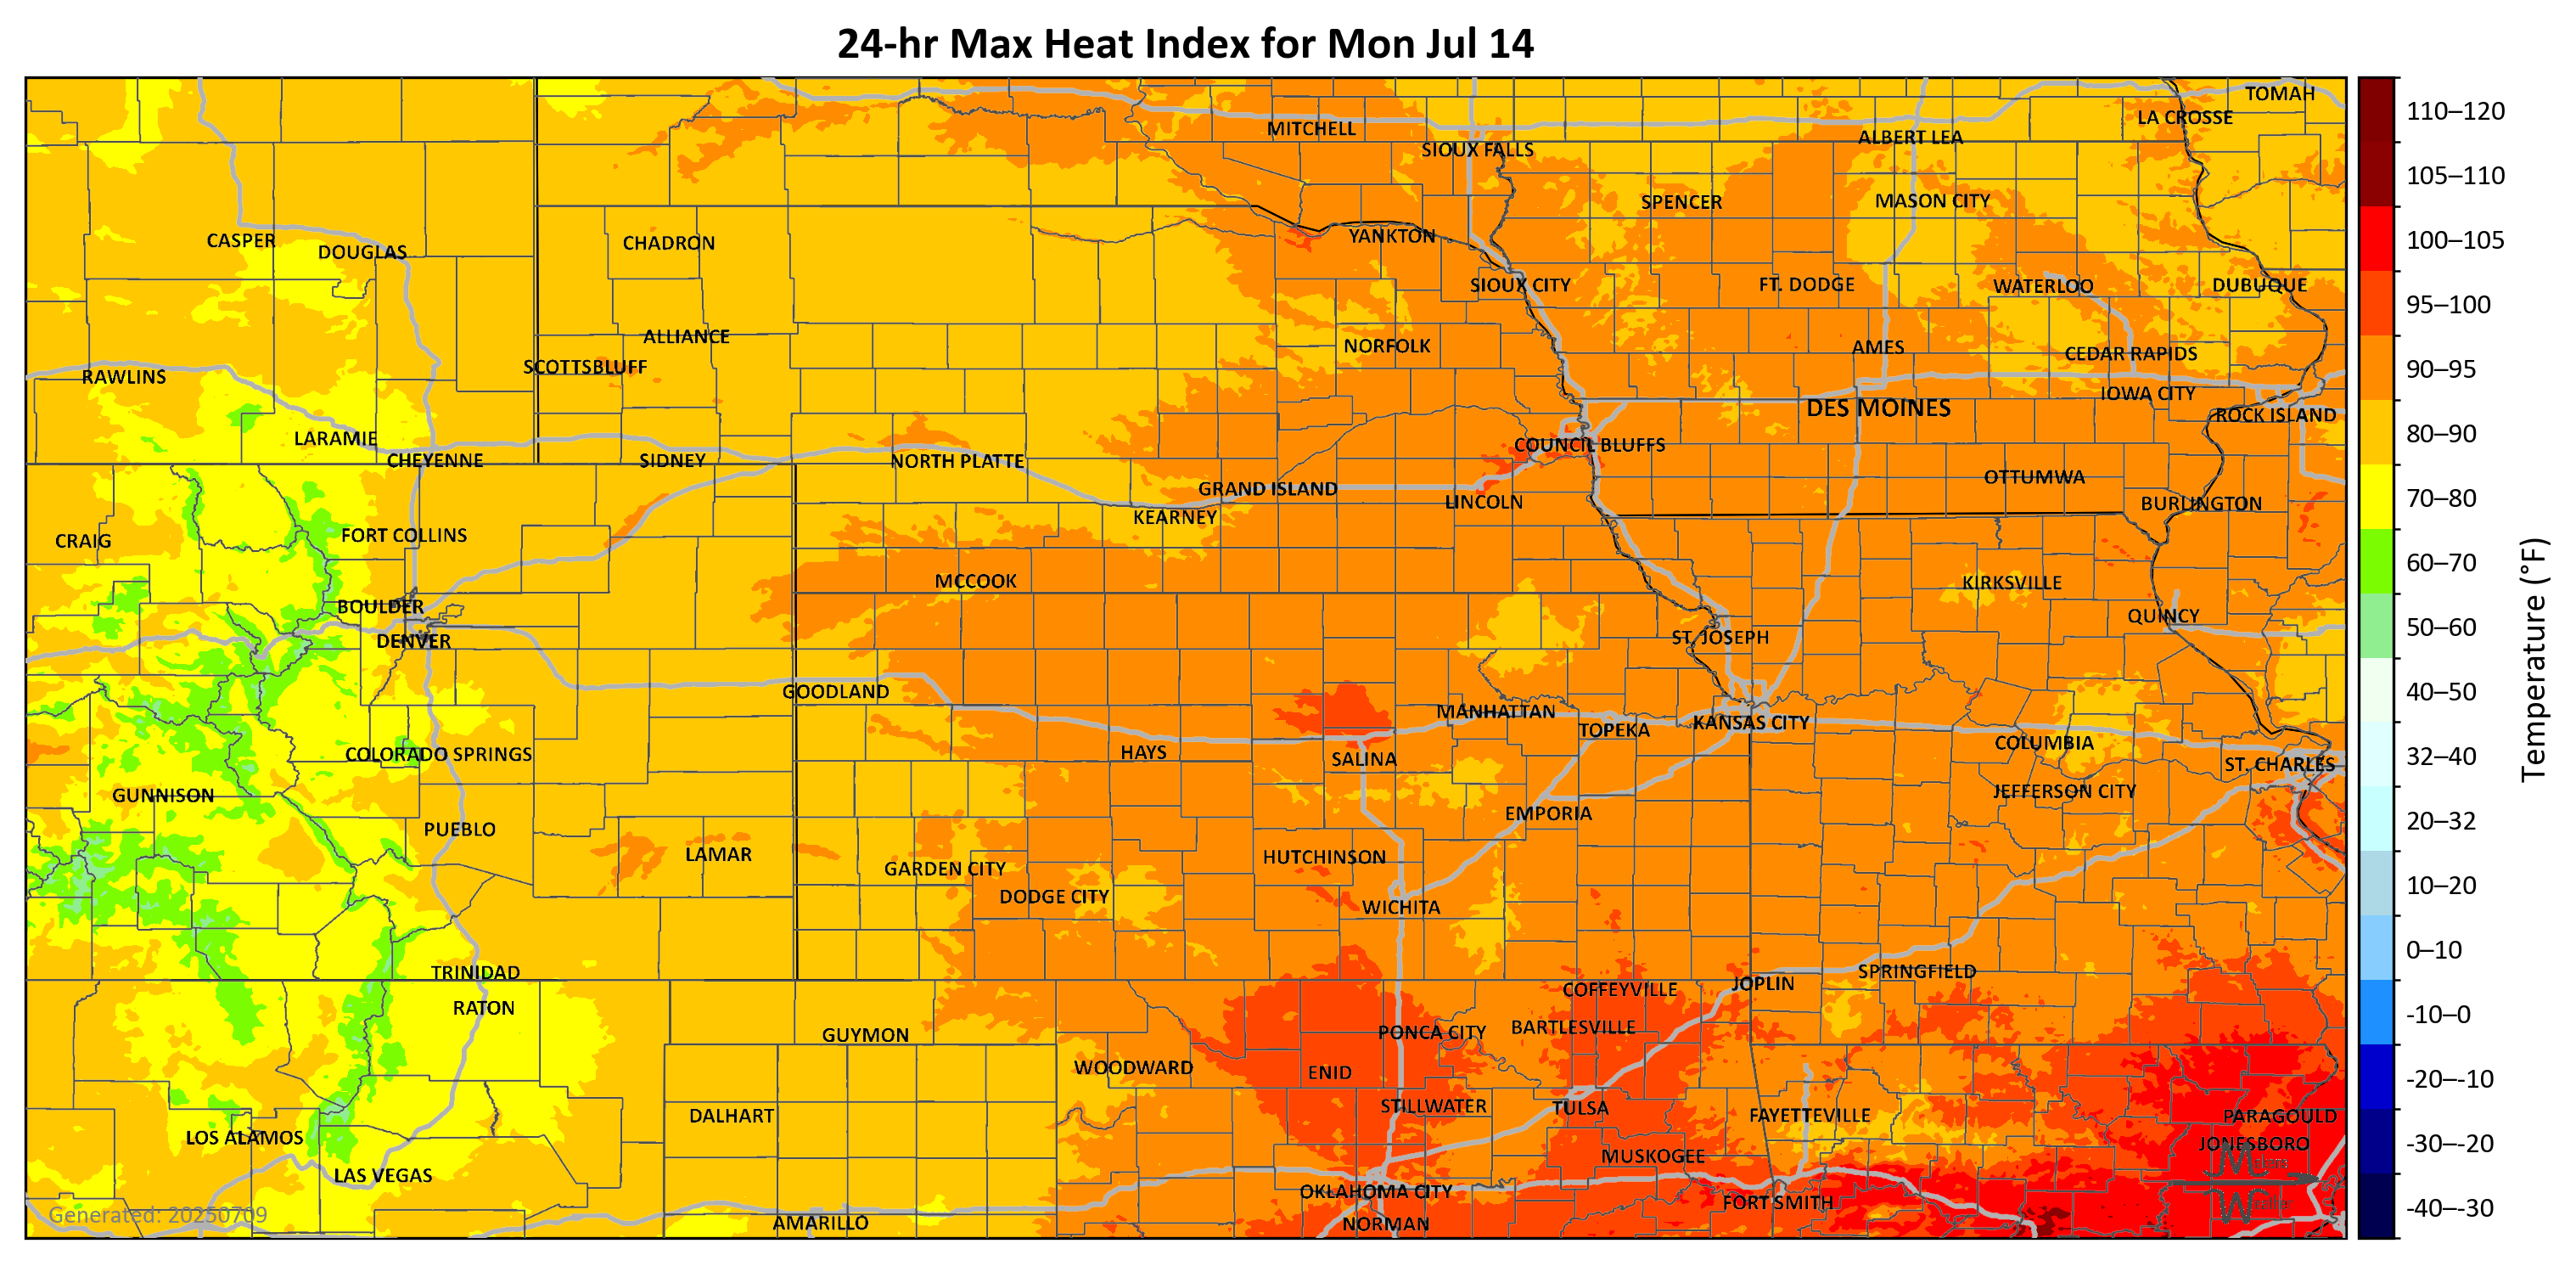 24-hr Max Heat Index for Mon Jul 14
TOMAH
LA CROSSE
MITCHELL
ALBERT LEA
SIOUX FALLS
SPENCER
MASON CITY
CASPER
DOUGLAS
CHADRON
YANKTON
SIOUX CITY
FT. DODGE
WATERLOO
DUBUQUE
ALLIANCE
NORFOLK
AMES
CEDAR RAPIDS
SCOTTSBLUFF
RAWLINS
IOWA CITY
DES MOINES
ROCK ISLAND
LARAMIE
COUNCIL BLUFFS
CHEYENNE
SIDNEY
NORTH PLATTE
OTTUMWA
GRAND ISLAND
LINCOLN
BURLINGTON
KEARNEY
CRAIG
FORT COLLINS
MCCOOK
KIRKSVILLE
BOULDER
QUINCY
DENVER
ST. JOSEPH
GOODLAND
MANHATTAN
TOPEKA
KANSAS CITY
COLUMBIA
COLORADO SPRINGS
HAYS
SALINA
ST. CHARLES
GUNNISON
JEFFERSON CITY
EMPORIA
PUEBLO
LAMAR
HUTCHINSON
GARDEN CITY
DODGE CITY
WICHITA
TRINIDAD
SPRINGFIELD
JOPLIN
COFFEYVILLE
RATON
GUYMON
PONCA CITY
BARTLESVILLE
WOODWARD
ENID
STILLWATER
TULSA
DALHART
FAYETTEVILLE
PARAGOULD
LOS ALAMOS
JONESBORO
MUSKOGEE
LAS VEGAS
OKLAHOMA CITY
FORT SMITH
AMARILLO
NORMAN
Generated: 20250709
110–120
105–110
100–105
95–100
90–95
80–90
70–80
60–70
50–60
40–50
32–40
20–32
10–20
0–10
-10–0
-20–-10
-30–-20
-40–-30
Temperature (°F)